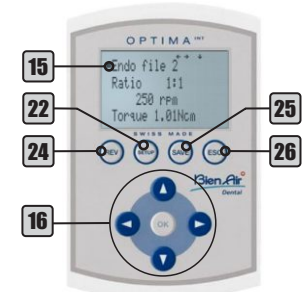 OPTIMA INT
15
Endo file 2
Ratio 1:1
250 rpm
Torque 1.01Ncm
SWISS MADE
22
25
24
REV
SETUP
SAVE
ESC
26
16
OK
Bien Air
Dental